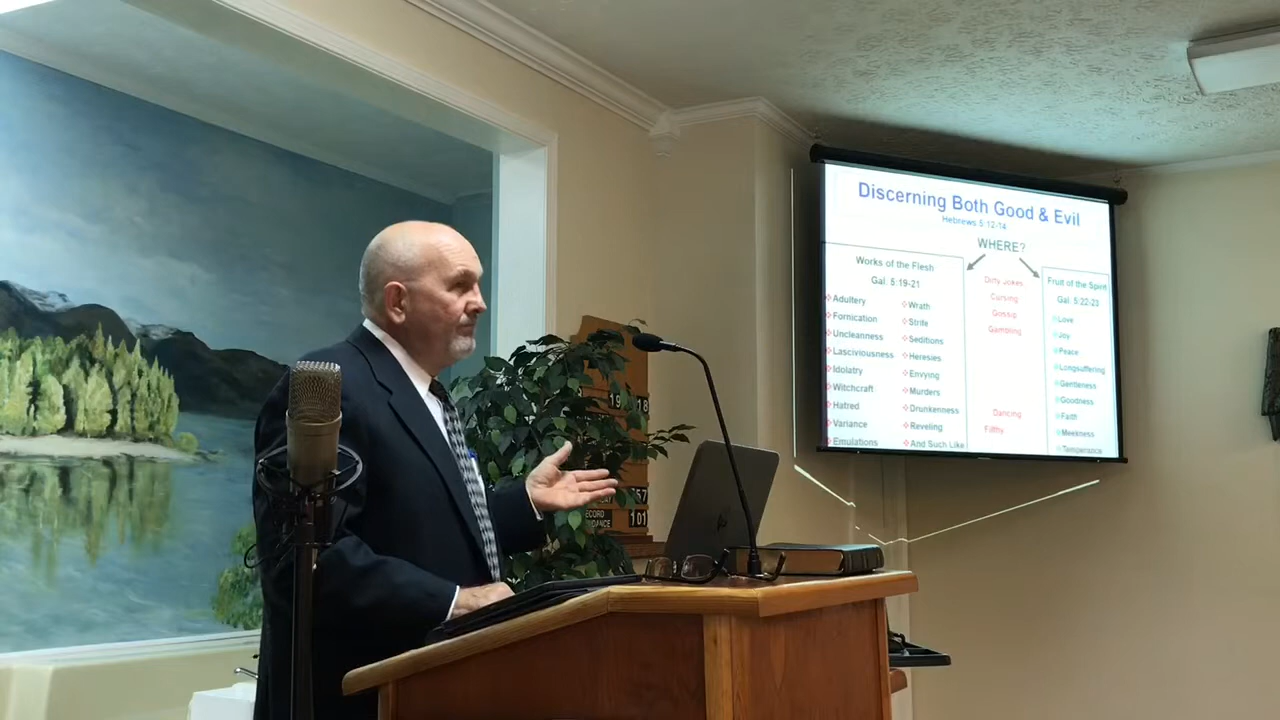 Discerning Both Good & Evil
Hebrews 5:12-14
WHERE?
Works of the Flesh
Gal. 5:19-21
Adultery
Fornication
Uncleanness
Lasciviousness
Idolatry
Witchcraft
Hatred
Variance
Emulations
Wrath
Strife
Seditions
Heresies
Envying
Murders
Drunkenness
Reveling
And Such Like
Dirty Jokes
Cursing
Gossip
Gambling
Dancing
Filthy
Fruit of the Spirit
Gal. 5:22-23
Love
Joy
Peace
Longsuffering
Gentleness
Goodness
Faith
Meekness
Temperance
RECORD
101